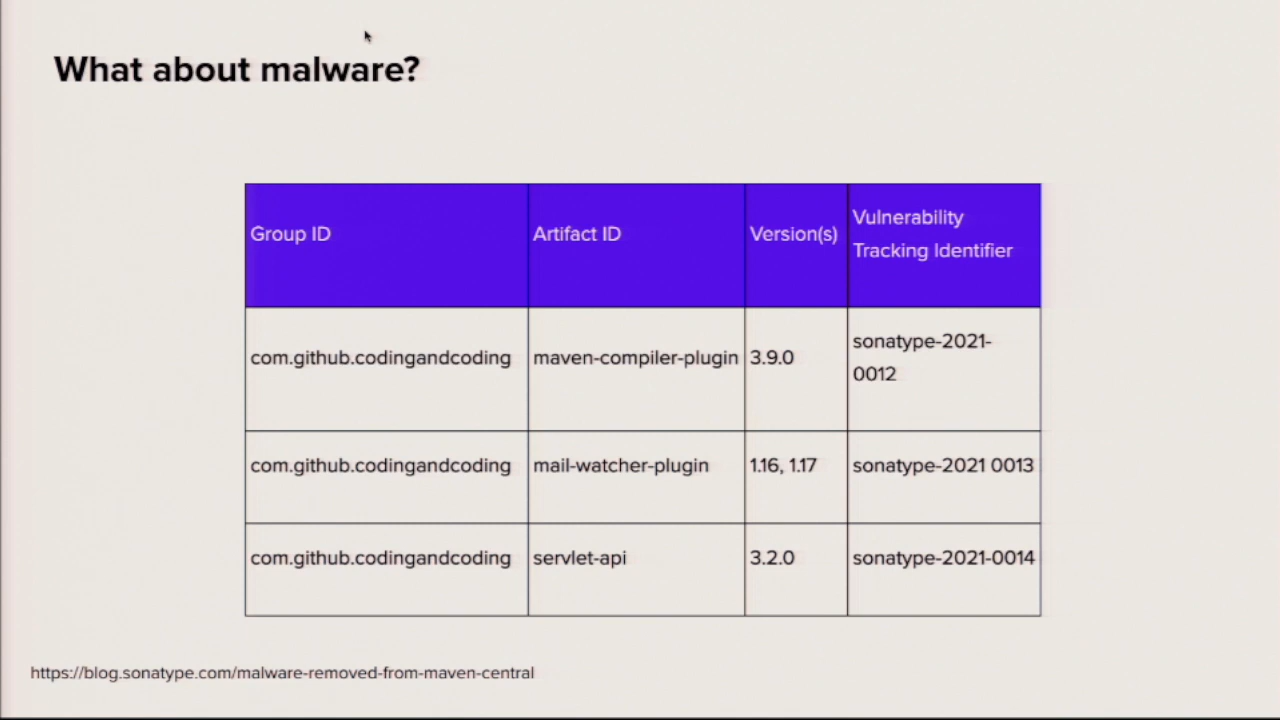 What about malware?
Group ID
Artifact ID
Version(s)
Vulnerability
Tracking Identifier
com.github.codingandcoding
maven-compiler-plugin
3.9.0
sonatype-2021-
0012
com.github.codingandcoding
mail-watcher-plugin
1.16, 1.17
sonatype-2021 0013
com.github.codingandcoding
servlet-api
3.2.0
sonatype-2021-0014
https://blog.sonatype.com/malware-removed-from-maven-central